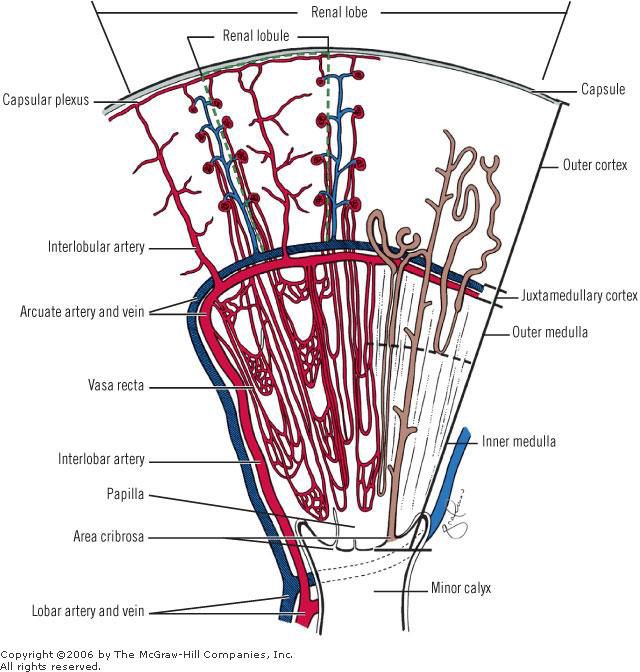 Renal lobe
Renal lobule
Capsular plexus
Capsule
Outer cortex
Interlobular artery
Juxtamedullary cortex
Arcuate artery and vein
Outer medulla
Vasa recta
Inner medulla
Interlobar artery
Papilla
Area cribrosa
Minor calyx
Lobar artery and vein
Copyright ©2006 by The McGraw-Hill Companies, Inc.
All rights reserved.